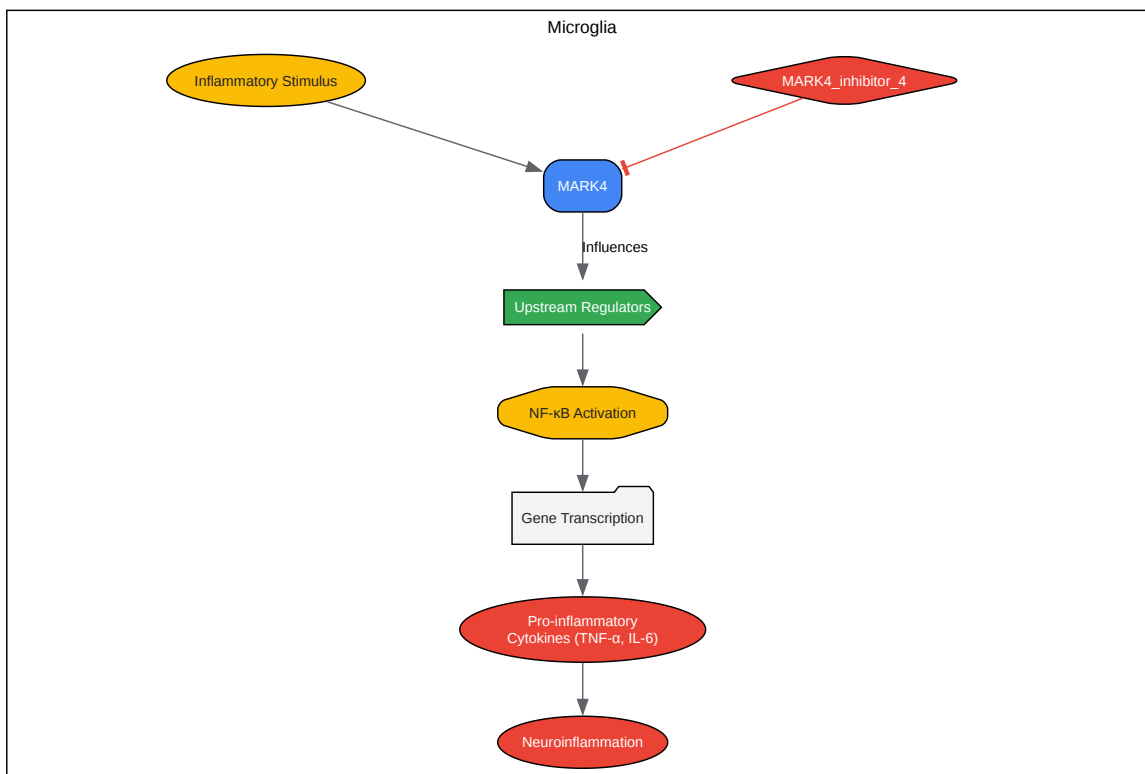 Microglia
Inflammatory Stimulus
MARK4_inhibitor_4
MARK4
Influences
Upstream Regulators
NF-κB Activation
Gene Transcription
Pro-inflammatory
Cytokines (TNF-α, IL-6)
Neuroinflammation